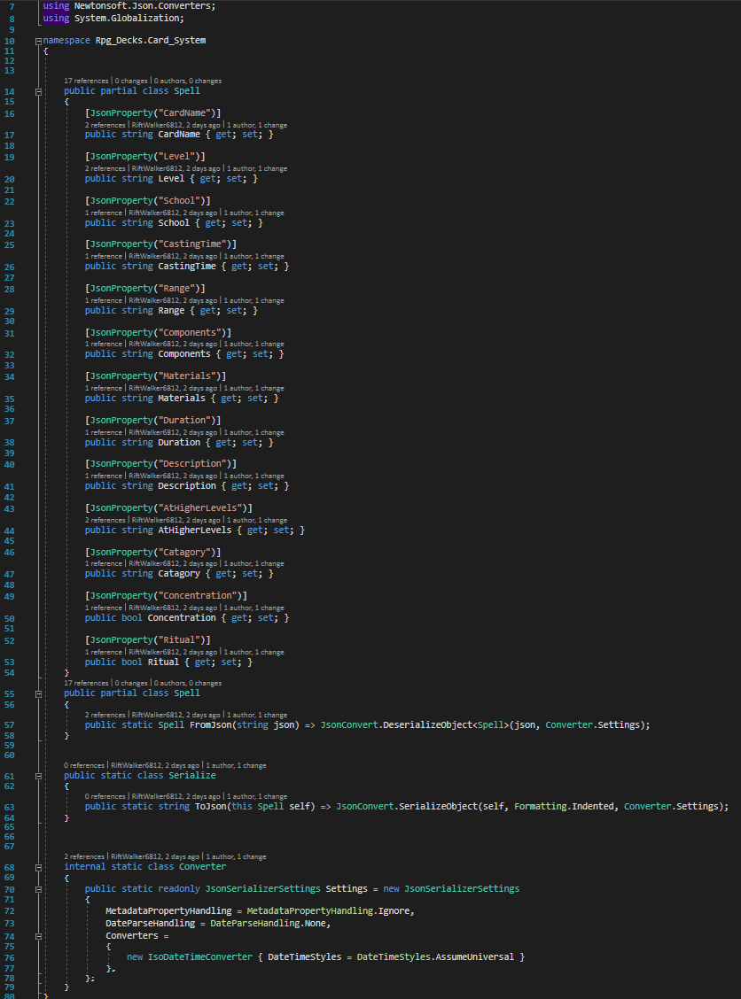 7 using Newtonsoft.Json.Converters;
8 using System.Globalization;
9
10 namespace Rpg_Decks.Card_System
11 {
12
13
17 references | 0 changes | 0 authors, 0 changes
14 public partial class Spell
15 {
16 [JsonProperty("CardName")]
2 references | RiftWalker6812, 2 days ago | 1 author, 1 change
17 public string CardName { get; set; }
18
19 [JsonProperty("Level")]
2 references | RiftWalker6812, 2 days ago | 1 author, 1 change
20 public string Level { get; set; }
21
22 [JsonProperty("School")]
1 reference | RiftWalker6812, 2 days ago | 1 author, 1 change
23 public string School { get; set; }
24
25 [JsonProperty("CastingTime")]
1 reference | RiftWalker6812, 2 days ago | 1 author, 1 change
26 public string CastingTime { get; set; }
27
28 [JsonProperty("Range")]
1 reference | RiftWalker6812, 2 days ago | 1 author, 1 change
29 public string Range { get; set; }
30
31 [JsonProperty("Components")]
1 reference | RiftWalker6812, 2 days ago | 1 author, 1 change
32 public string Components { get; set; }
33
34 [JsonProperty("Materials")]
1 reference | RiftWalker6812, 2 days ago | 1 author, 1 change
35 public string Materials { get; set; }
36
37 [JsonProperty("Duration")]
1 reference | RiftWalker6812, 2 days ago | 1 author, 1 change
38 public string Duration { get; set; }
39
40 [JsonProperty("Description")]
1 reference | RiftWalker6812, 2 days ago | 1 author, 1 change
41 public string Description { get; set; }
42
43 [JsonProperty("AtHigherLevels")]
2 references | RiftWalker6812, 2 days ago | 1 author, 1 change
44 public string AtHigherLevels { get; set; }
45
46 [JsonProperty("Catagory")]
1 reference | RiftWalker6812, 2 days ago | 1 author, 1 change
47 public string Catagory { get; set; }
48
49 [JsonProperty("Concentration")]
1 reference | RiftWalker6812, 2 days ago | 1 author, 1 change
50 public bool Concentration { get; set; }
51
52 [JsonProperty("Ritual")]
1 reference | RiftWalker6812, 2 days ago | 1 author, 1 change
53 public bool Ritual { get; set; }
54 }
17 references | 0 changes | 0 authors, 0 changes
55 public partial class Spell
56 {
2 references | RiftWalker6812, 2 days ago | 1 author, 1 change
57 public static Spell FromJson(string json) => JsonConvert.DeserializeObject<Spell>(json, Converter.Settings);
58 }
59
60
0 references | RiftWalker6812, 2 days ago | 1 author, 1 change
61 public static class Serialize
62 {
0 references | RiftWalker6812, 2 days ago | 1 author, 1 change
63 public static string ToJson(this Spell self) => JsonConvert.SerializeObject(self, Formatting.Indented, Converter.Settings);
64 }
65
66
67
2 references | RiftWalker6812, 2 days ago | 1 author, 1 change
68 internal static class Converter
69 {
70 public static readonly JsonSerializerSettings Settings = new JsonSerializerSettings
71 {
72 MetadataPropertyHandling = MetadataPropertyHandling.Ignore,
73 DateParseHandling = DateParseHandling.None,
74 Converters =
75 {
76 new IsoDateTimeConverter { DateTimeStyles = DateTimeStyles.AssumeUniversal }
77 },
78 };
79 }
80 }